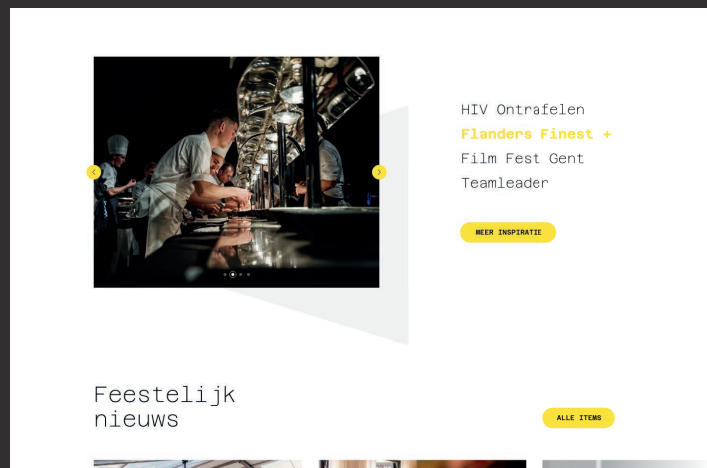 HIV Ontrafelen
Flanders Finest +
Film Fest Gent
Teamleader
MEER INSPIRATIE
Feestelijk
nieuws
ALLE ITEMS